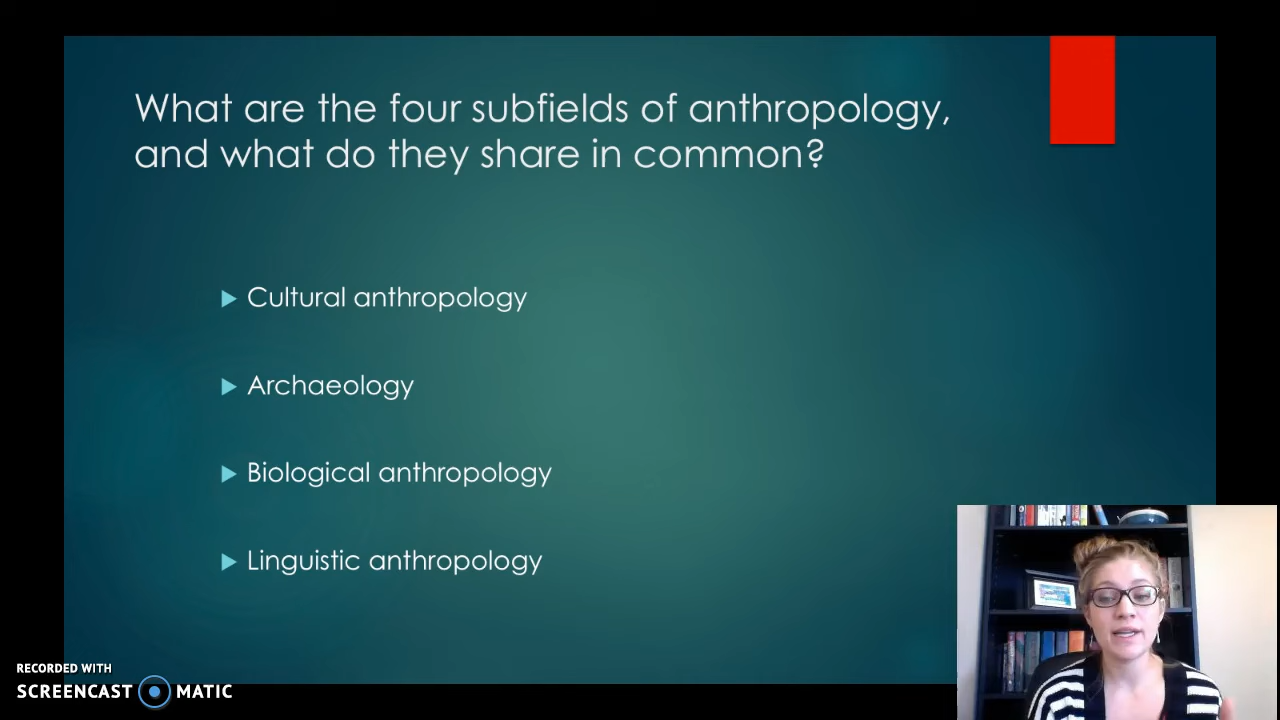 What are the four subfields of anthropology,
and what do they share in common?
Cultural anthropology
Archaeology
Biological anthropology
Linguistic anthropology
RECORDED WITH
SCREENCAST MATIC